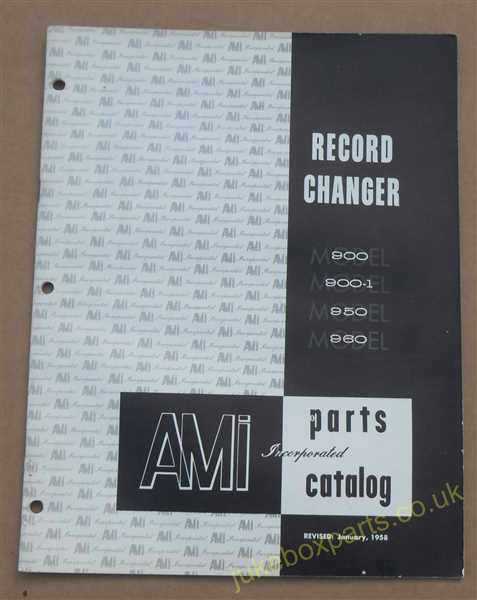 RECORD
CHANGER
MODEL 900
MODEL 900-1
MODEL 950
MODEL 960
AMi
Incorporated
parts
catalog
REVISED: January, 1958
jukeboxparts.co.uk